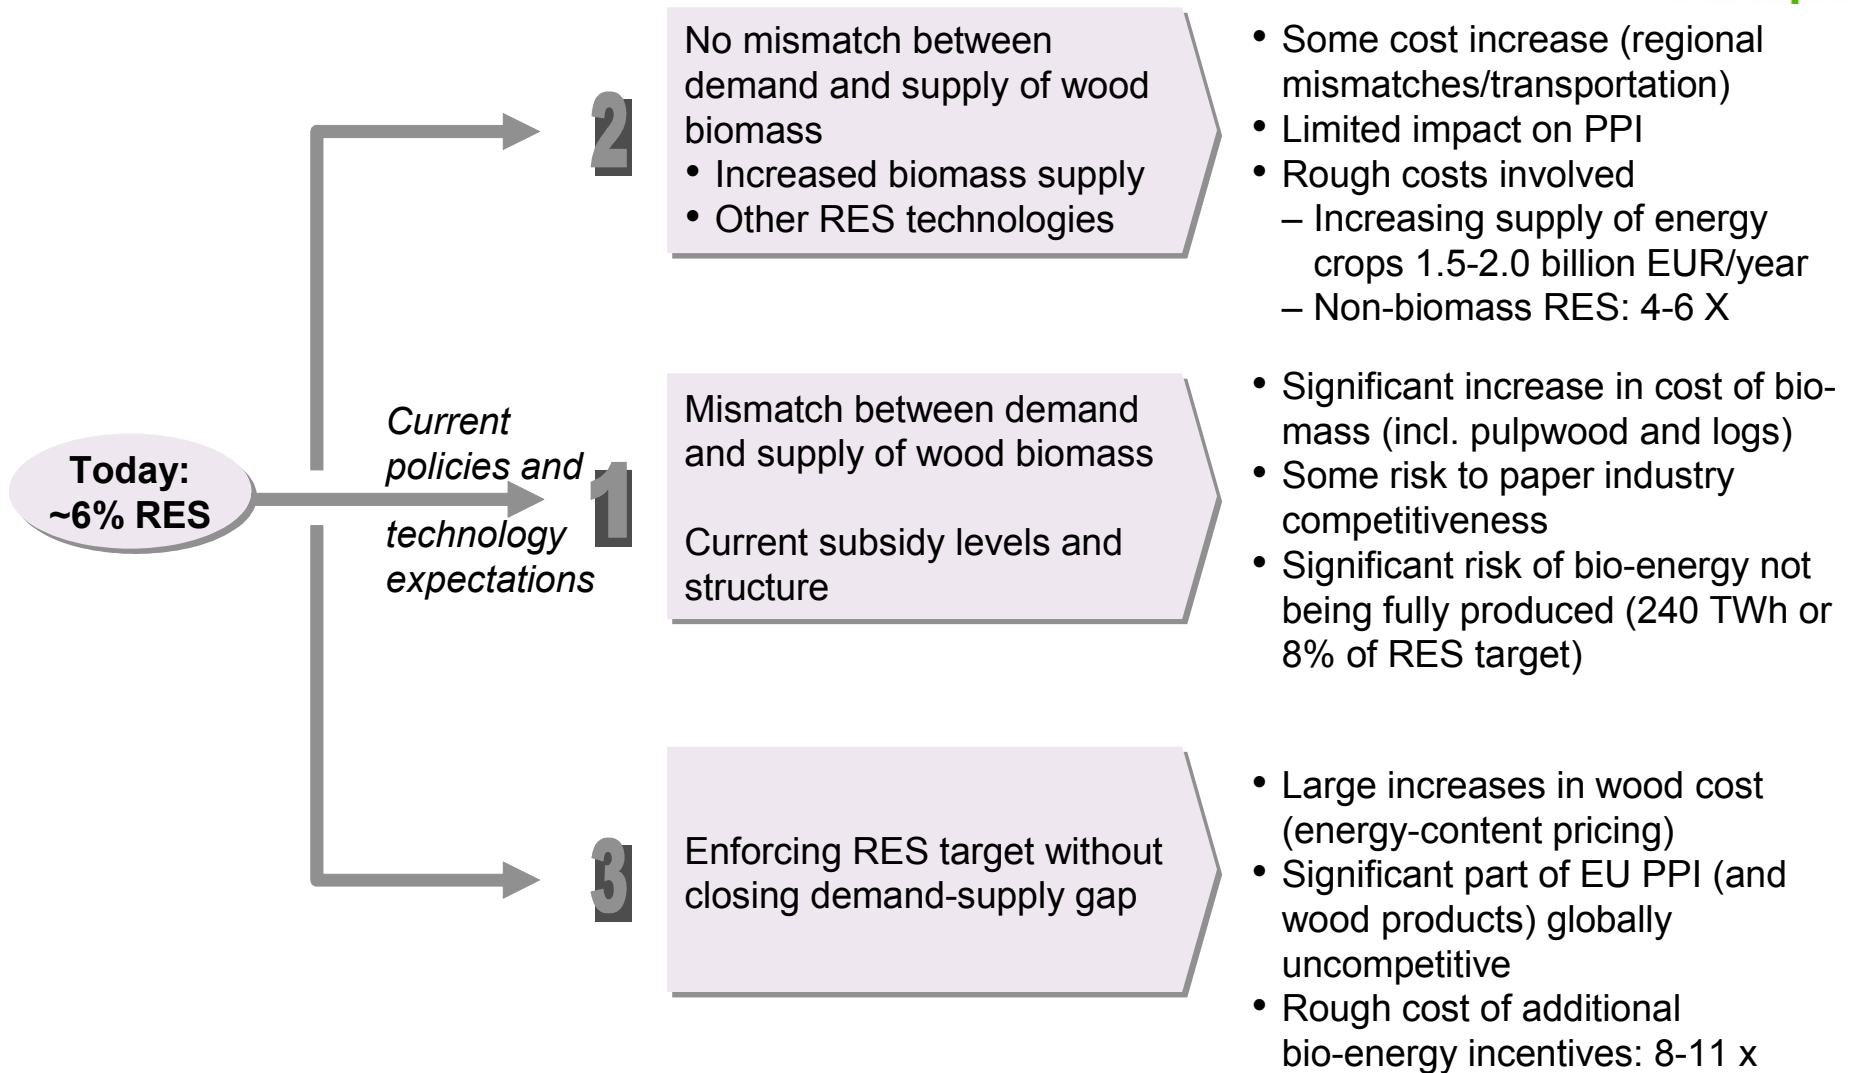 2
No mismatch between
demand and supply of wood
biomass
• Increased biomass supply
• Other RES technologies
• Some cost increase (regional
mismatches/transportation)
• Limited impact on PPI
• Rough costs involved
– Increasing supply of energy
crops 1.5-2.0 billion EUR/year
– Non-biomass RES: 4-6 X
Today:
~6% RES
Current
policies and
technology
expectations
1
Mismatch between demand
and supply of wood biomass
Current subsidy levels and
structure
• Significant increase in cost of bio-
mass (incl. pulpwood and logs)
• Some risk to paper industry
competitiveness
• Significant risk of bio-energy not
being fully produced (240 TWh or
8% of RES target)
3
Enforcing RES target without
closing demand-supply gap
• Large increases in wood cost
(energy-content pricing)
• Significant part of EU PPI (and
wood products) globally
uncompetitive
• Rough cost of additional
bio-energy incentives: 8-11 x